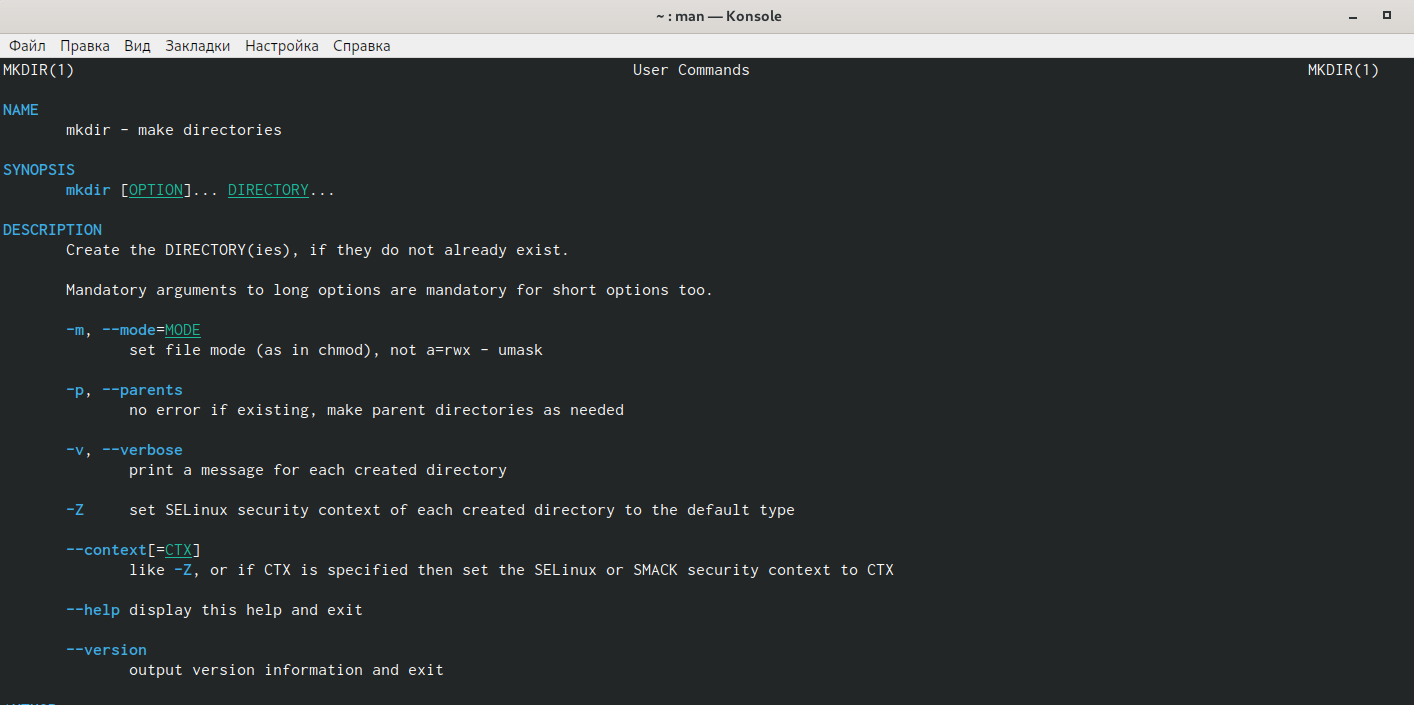 ~ : man — Konsole
Файл Правка Вид Закладки Настройка Справка
MKDIR(1) User Commands MKDIR(1)
NAME
mkdir - make directories
SYNOPSIS
mkdir [OPTION]... DIRECTORY...
DESCRIPTION
Create the DIRECTORY(ies), if they do not already exist.
Mandatory arguments to long options are mandatory for short options too.
-m, --mode=MODE
set file mode (as in chmod), not a=rwx - umask
-p, --parents
no error if existing, make parent directories as needed
-v, --verbose
print a message for each created directory
-Z set SELinux security context of each created directory to the default type
--context[=CTX]
like -Z, or if CTX is specified then set the SELinux or SMACK security context to CTX
--help display this help and exit
--version
output version information and exit